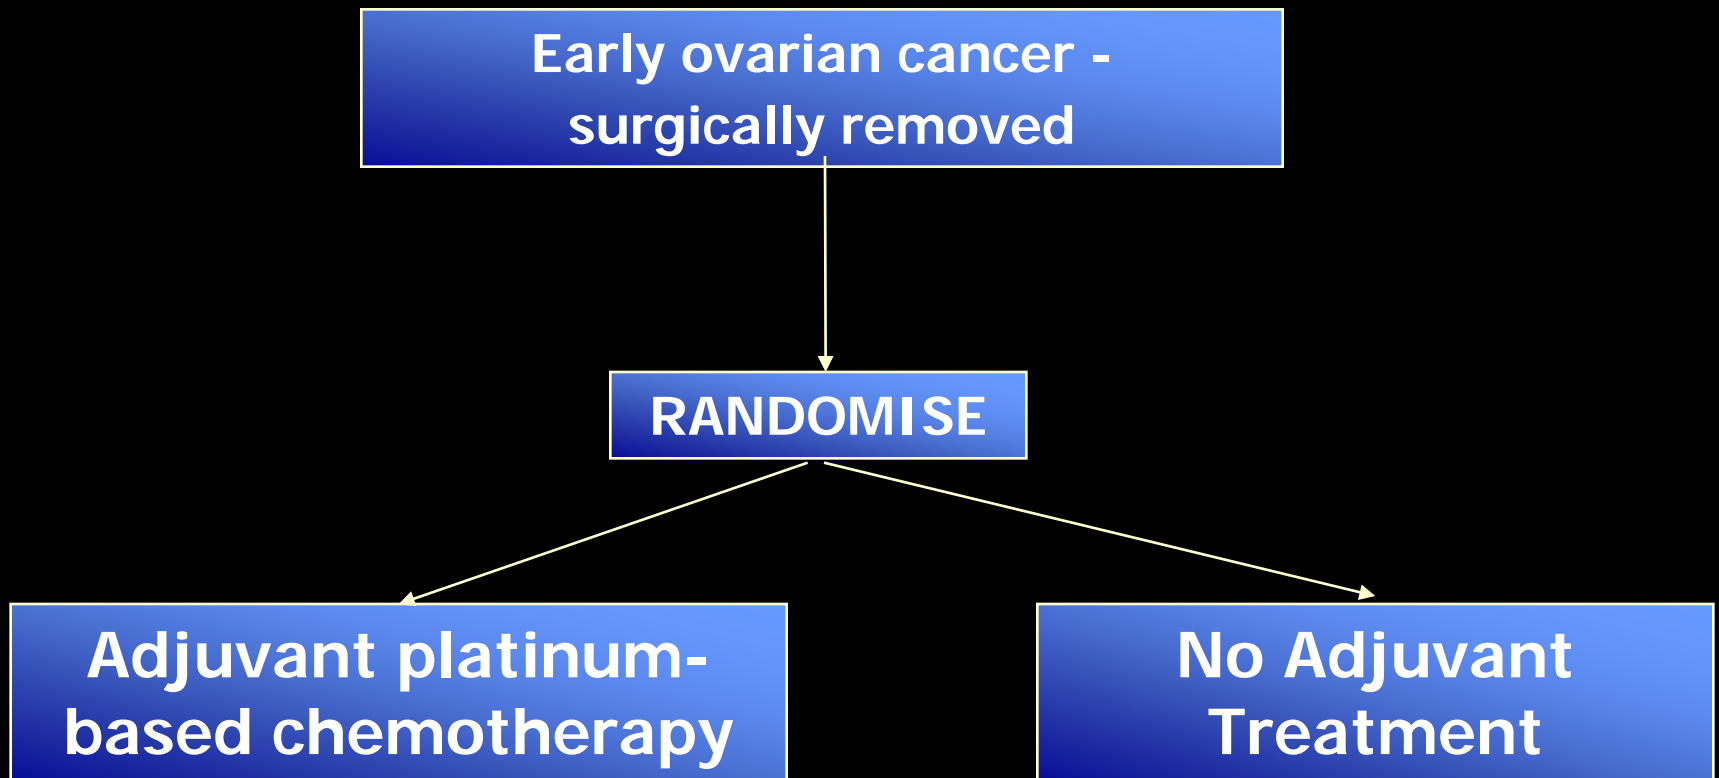 Early ovarian cancer -
surgically removed
RANDOMISE
Adjuvant platinum-
based chemotherapy
No Adjuvant
Treatment